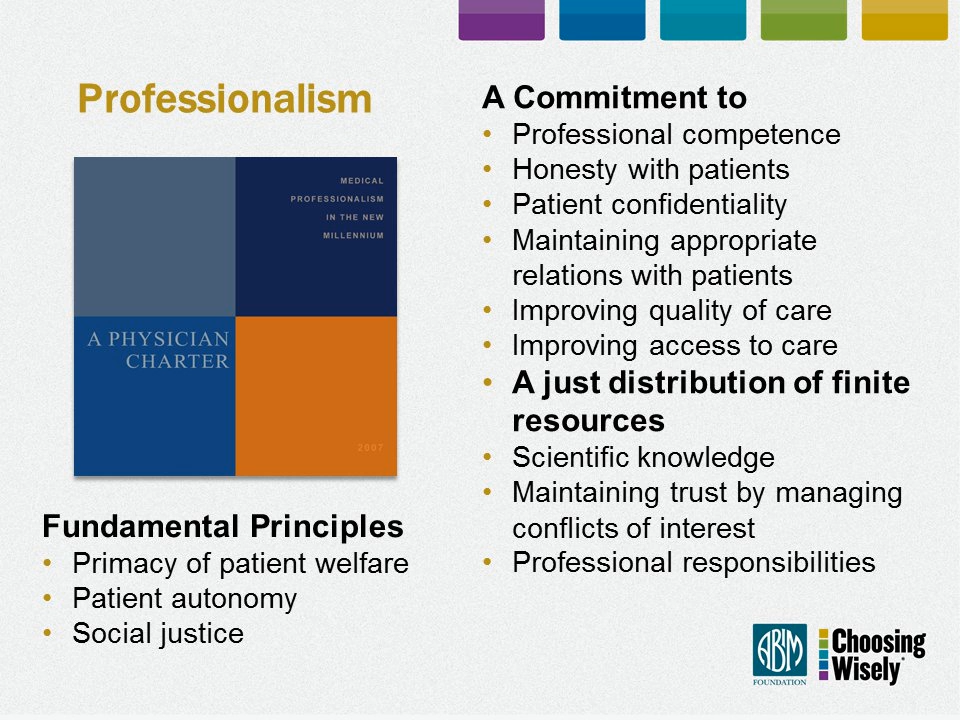 Professionalism
MEDICAL
PROFESSIONALISM
IN THE NEW
MILLENNIUM
A PHYSICIAN
CHARTER
2007
Fundamental Principles
• Primacy of patient welfare
• Patient autonomy
• Social justice
A Commitment to
• Professional competence
• Honesty with patients
• Patient confidentiality
• Maintaining appropriate
relations with patients
• Improving quality of care
• Improving access to care
• A just distribution of finite
resources
• Scientific knowledge
• Maintaining trust by managing
conflicts of interest
• Professional responsibilities
ABIM
FOUNDATION
Choosing
Wisely®